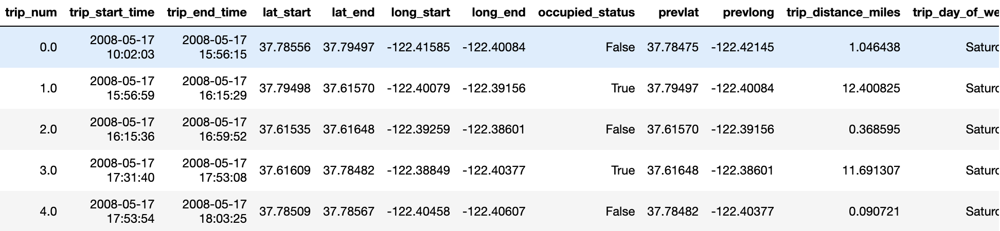 trip_num trip_start_time trip_end_time lat_start lat_end long_start long_end occupied_status prevlat prevlong trip_distance_miles trip_day_of_we
0.0 2008-05-17 10:02:03 2008-05-17 15:56:15 37.78556 37.79497 -122.41585 -122.40084 False 37.78475 -122.42145 1.046438 Saturd
1.0 2008-05-17 15:56:59 2008-05-17 16:15:29 37.79498 37.61570 -122.40079 -122.39156 True 37.79497 -122.40084 12.400825 Saturd
2.0 2008-05-17 16:15:36 2008-05-17 16:59:52 37.61535 37.61648 -122.39259 -122.38601 False 37.61570 -122.39156 0.368595 Saturd
3.0 2008-05-17 17:31:40 2008-05-17 17:53:08 37.61609 37.78482 -122.38849 -122.40377 True 37.61648 -122.38601 11.691307 Saturd
4.0 2008-05-17 17:53:54 2008-05-17 18:03:25 37.78509 37.78567 -122.40458 -122.40607 False 37.78482 -122.40377 0.090721 Saturd